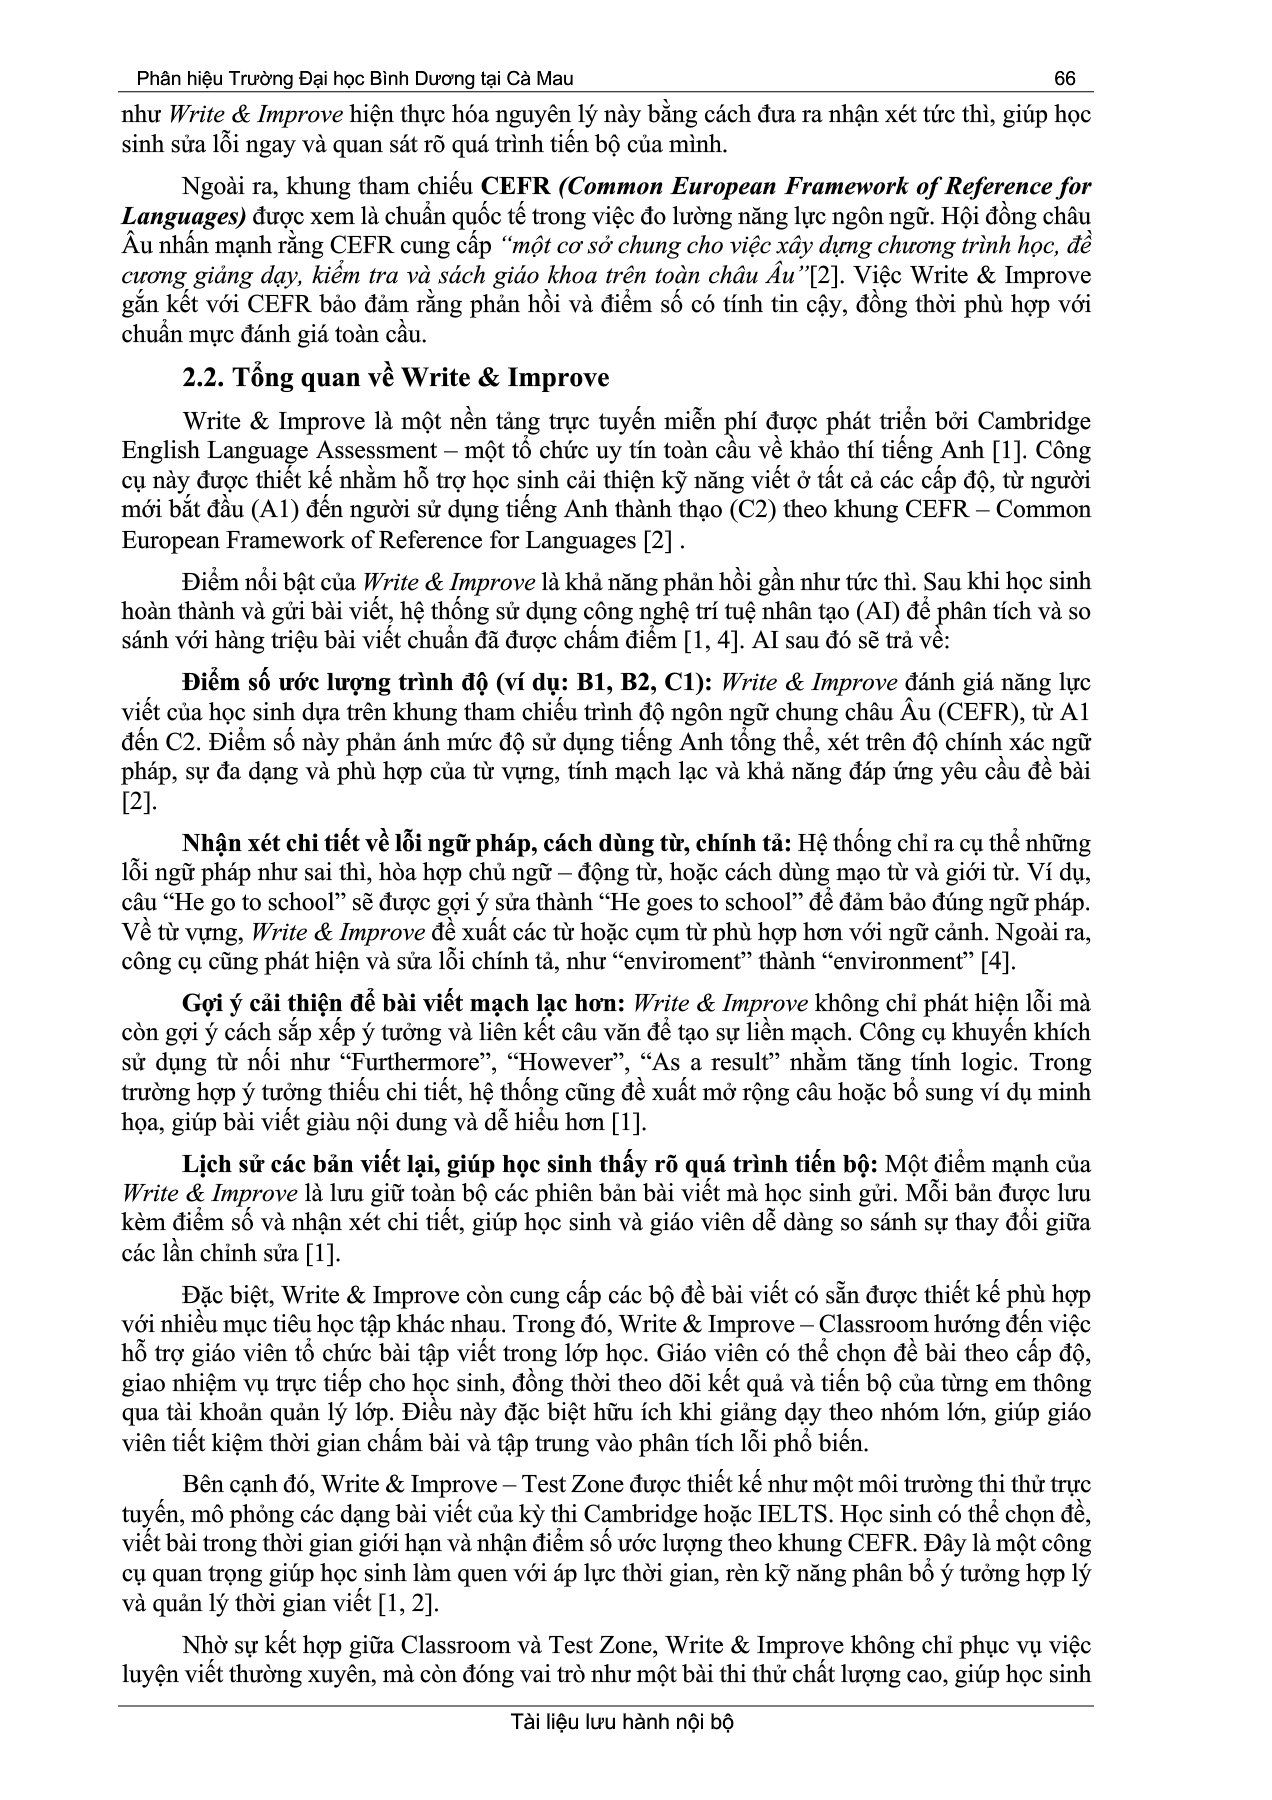 Phân hiệu Trường Đại học Bình Dương tại Cà Mau 66
như Write & Improve hiện thực hóa nguyên lý này bằng cách đưa ra nhận xét tức thì, giúp học
sinh sửa lỗi ngay và quan sát rõ quá trình tiến bộ của mình.
Ngoài ra, khung tham chiếu CEFR (Common European Framework of Reference for
Languages) được xem là chuẩn quốc tế trong việc đo lường năng lực ngôn ngữ. Hội đồng châu
Âu nhấn mạnh rằng CEFR cung cấp “một cơ sở chung cho việc xây dựng chương trình học, đề
cương giảng dạy, kiểm tra và sách giáo khoa trên toàn châu Âu”[2]. Việc Write & Improve
gắn kết với CEFR bảo đảm rằng phản hồi và điểm số có tính tin cậy, đồng thời phù hợp với
chuẩn mực đánh giá toàn cầu.
2.2. Tổng quan về Write & Improve
Write & Improve là một nền tảng trực tuyến miễn phí được phát triển bởi Cambridge
English Language Assessment – một tổ chức uy tín toàn cầu về khảo thí tiếng Anh [1]. Công
cụ này được thiết kế nhằm hỗ trợ học sinh cải thiện kỹ năng viết ở tất cả các cấp độ, từ người
mới bắt đầu (A1) đến người sử dụng tiếng Anh thành thạo (C2) theo khung CEFR – Common
European Framework of Reference for Languages [2] .
Điểm nổi bật của Write & Improve là khả năng phản hồi gần như tức thì. Sau khi học sinh
hoàn thành và gửi bài viết, hệ thống sử dụng công nghệ trí tuệ nhân tạo (AI) để phân tích và so
sánh với hàng triệu bài viết chuẩn đã được chấm điểm [1, 4]. AI sau đó sẽ trả về:
Điểm số ước lượng trình độ (ví dụ: B1, B2, C1): Write & Improve đánh giá năng lực
viết của học sinh dựa trên khung tham chiếu trình độ ngôn ngữ chung châu Âu (CEFR), từ A1
đến C2. Điểm số này phản ánh mức độ sử dụng tiếng Anh tổng thể, xét trên độ chính xác ngữ
pháp, sự đa dạng và phù hợp của từ vựng, tính mạch lạc và khả năng đáp ứng yêu cầu đề bài
[2].
Nhận xét chi tiết về lỗi ngữ pháp, cách dùng từ, chính tả: Hệ thống chỉ ra cụ thể những
lỗi ngữ pháp như sai thì, hòa hợp chủ ngữ – động từ, hoặc cách dùng mạo từ và giới từ. Ví dụ,
câu “He go to school” sẽ được gợi ý sửa thành “He goes to school” để đảm bảo đúng ngữ pháp.
Về từ vựng, Write & Improve đề xuất các từ hoặc cụm từ phù hợp hơn với ngữ cảnh. Ngoài ra,
công cụ cũng phát hiện và sửa lỗi chính tả, như “enviroment” thành “environment” [4].
Gợi ý cải thiện để bài viết mạch lạc hơn: Write & Improve không chỉ phát hiện lỗi mà
còn gợi ý cách sắp xếp ý tưởng và liên kết câu văn để tạo sự liền mạch. Công cụ khuyến khích
sử dụng từ nối như “Furthermore”, “However”, “As a result” nhằm tăng tính logic. Trong
trường hợp ý tưởng thiếu chi tiết, hệ thống cũng đề xuất mở rộng câu hoặc bổ sung ví dụ minh
họa, giúp bài viết giàu nội dung và dễ hiểu hơn [1].
Lịch sử các bản viết lại, giúp học sinh thấy rõ quá trình tiến bộ: Một điểm mạnh của
Write & Improve là lưu giữ toàn bộ các phiên bản bài viết mà học sinh gửi. Mỗi bản được lưu
kèm điểm số và nhận xét chi tiết, giúp học sinh và giáo viên dễ dàng so sánh sự thay đổi giữa
các lần chỉnh sửa [1].
Đặc biệt, Write & Improve còn cung cấp các bộ đề bài viết có sẵn được thiết kế phù hợp
với nhiều mục tiêu học tập khác nhau. Trong đó, Write & Improve – Classroom hướng đến việc
hỗ trợ giáo viên tổ chức bài tập viết trong lớp học. Giáo viên có thể chọn đề bài theo cấp độ,
giao nhiệm vụ trực tiếp cho học sinh, đồng thời theo dõi kết quả và tiến bộ của từng em thông
qua tài khoản quản lý lớp. Điều này đặc biệt hữu ích khi giảng dạy theo nhóm lớn, giúp giáo
viên tiết kiệm thời gian chấm bài và tập trung vào phân tích lỗi phổ biến.
Bên cạnh đó, Write & Improve – Test Zone được thiết kế như một môi trường thi thử trực
tuyến, mô phỏng các dạng bài viết của kỳ thi Cambridge hoặc IELTS. Học sinh có thể chọn đề,
viết bài trong thời gian giới hạn và nhận điểm số ước lượng theo khung CEFR. Đây là một công
cụ quan trọng giúp học sinh làm quen với áp lực thời gian, rèn kỹ năng phân bổ ý tưởng hợp lý
và quản lý thời gian viết [1, 2].
Nhờ sự kết hợp giữa Classroom và Test Zone, Write & Improve không chỉ phục vụ việc
luyện viết thường xuyên, mà còn đóng vai trò như một bài thi thử chất lượng cao, giúp học sinh
Tài liệu lưu hành nội bộ